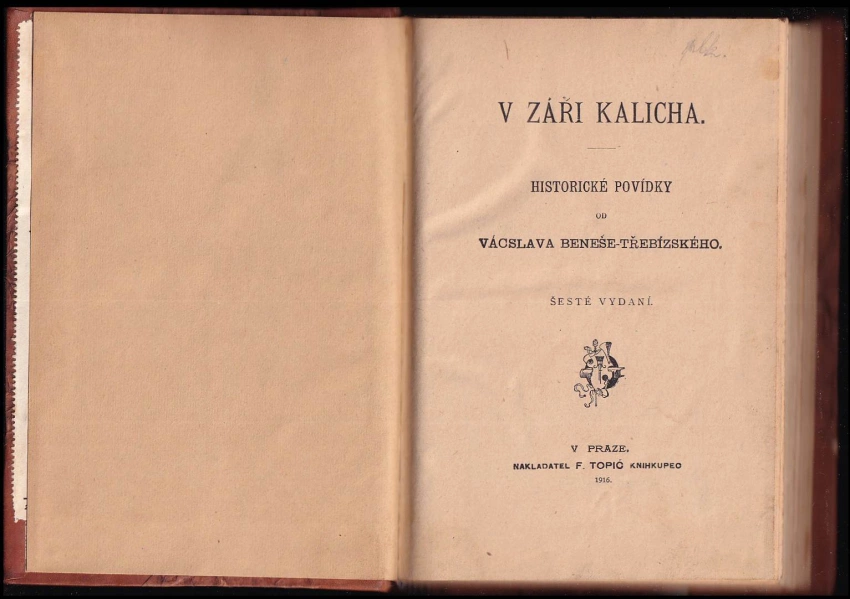 V ZÁŘI KALICHA.
HISTORICKÉ POVÍDKY
OD
VÁCSLAVA BENEŠE-TŘEBÍZSKÉHO.
ŠESTÉ VYDANÍ.
V PRAZE.
NAKLADATEL F. TOPIČ KNIHKUPEC
1916.